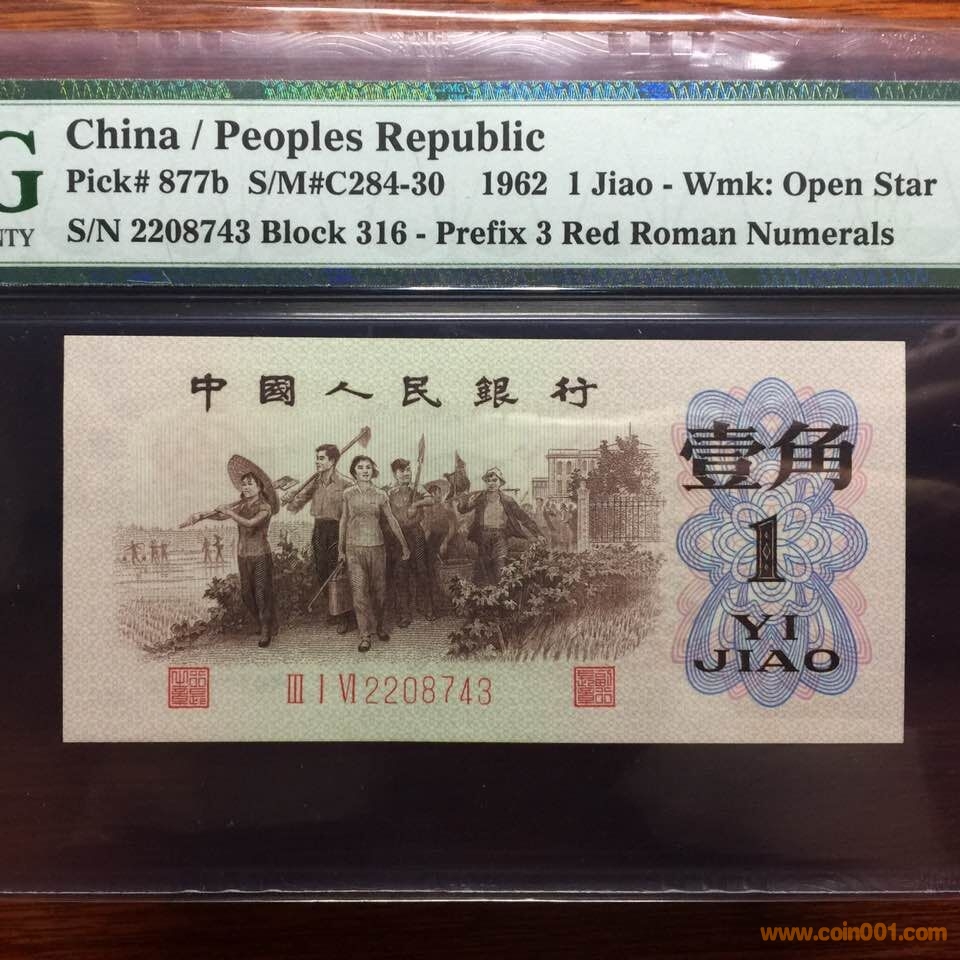 PMG
China / Peoples Republic
Pick# 877b S/M#C284-30 1962 1 Jiao - Wmk: Open Star
S/N 2208743 Block 316 - Prefix 3 Red Roman Numerals
G
NTY
中國人民銀行
壹角
1
YI
JIAO
III I VI 2208743
www.coin001.com